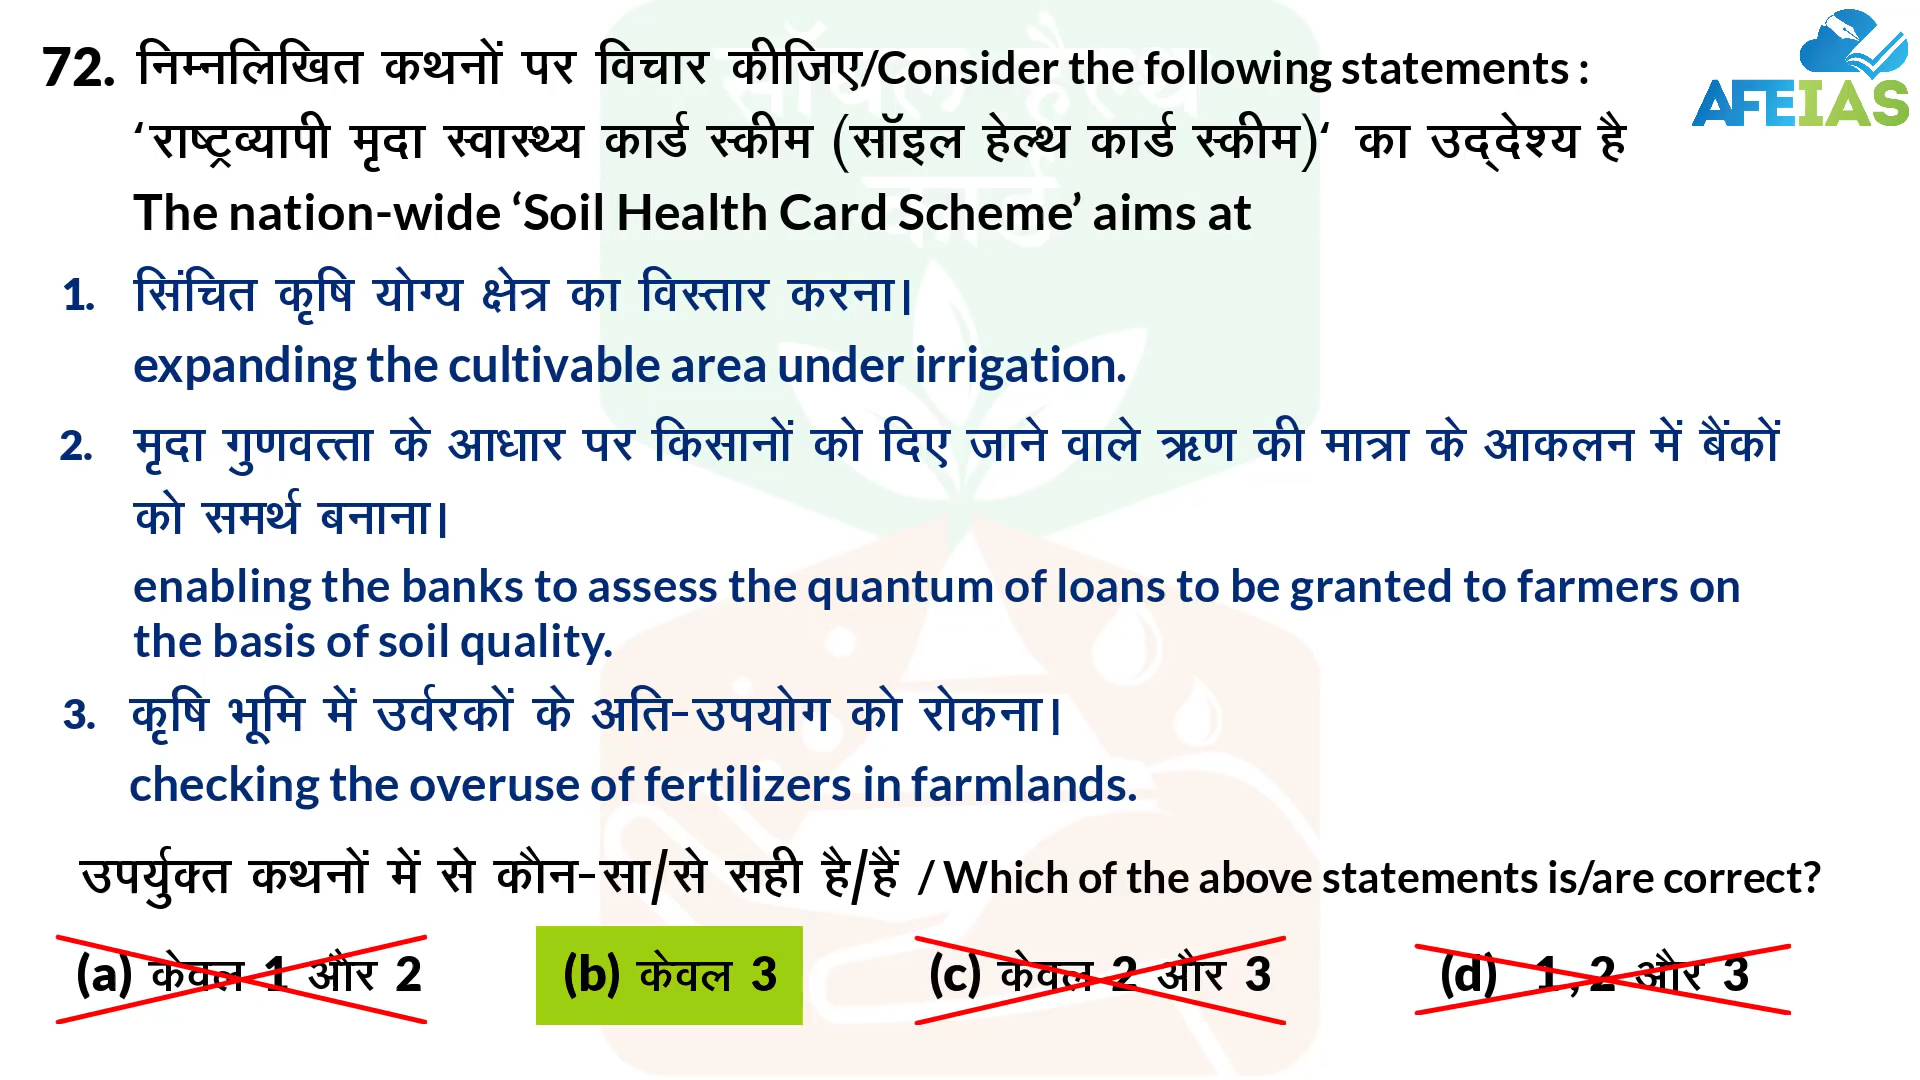 72. निम्नलिखित कथनों पर विचार कीजिए/Consider the following statements :
AFEIAS
‘राष्ट्रव्यापी मृदा स्वास्थ्य कार्ड स्कीम (सॉइल हेल्थ कार्ड स्कीम)‘ का उद्देश्य है
The nation-wide ‘Soil Health Card Scheme’ aims at
1. सिंचित कृषि योग्य क्षेत्र का विस्तार करना।
expanding the cultivable area under irrigation.
2. मृदा गुणवत्ता के आधार पर किसानों को दिए जाने वाले ऋण की मात्रा के आकलन में बैंकों
को समर्थ बनाना।
enabling the banks to assess the quantum of loans to be granted to farmers on
the basis of soil quality.
3. कृषि भूमि में उर्वरकों के अति-उपयोग को रोकना।
checking the overuse of fertilizers in farmlands.
उपर्युक्त कथनों में से कौन-सा/से सही है/हैं / Which of the above statements is/are correct?
(a) केवल 1 और 2 (b) केवल 3 (c) केवल 2 और 3 (d) 1,2 और 3
सॉयल हैल्थ
कार्ड